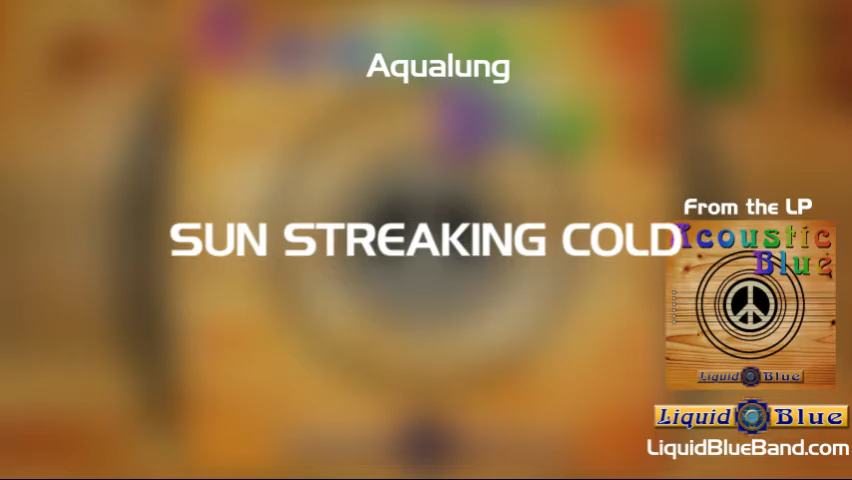 Aqualung
SUN STREAKING COLD
From the LP
Acoustic
Blue
Liquid Blue
Liquid Blue
LiquidBlueBand.com